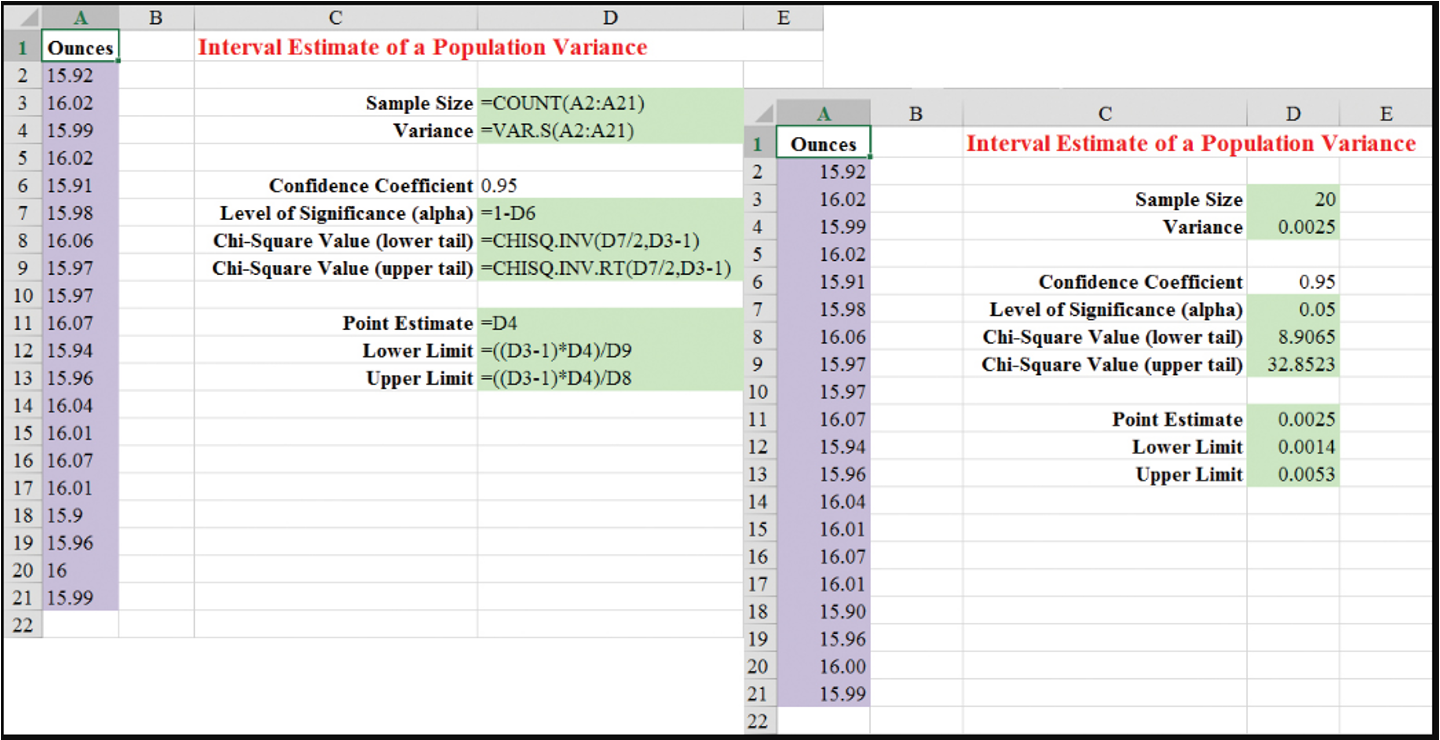 A B C D E
1 Ounces Interval Estimate of a Population Variance
2 15.92
3 16.02 Sample Size =COUNT(A2:A21)
4 15.99 Variance =VAR.S(A2:A21)
5 16.02
6 15.91 Confidence Coefficient 0.95
7 15.98 Level of Significance (alpha) =1-D6
8 16.06 Chi-Square Value (lower tail) =CHISQ.INV(D7/2,D3-1)
9 15.97 Chi-Square Value (upper tail) =CHISQ.INV.RT(D7/2,D3-1)
10 15.97
11 16.07 Point Estimate =D4
12 15.94 Lower Limit =((D3-1)*D4)/D9
13 15.96 Upper Limit =((D3-1)*D4)/D8
14 16.04
15 16.01
16 16.07
17 16.01
18 15.9
19 15.96
20 16
21 15.99
22
A B C D E
1 Ounces Interval Estimate of a Population Variance
2 15.92
3 16.02 Sample Size 20
4 15.99 Variance 0.0025
5 16.02
6 15.91 Confidence Coefficient 0.95
7 15.98 Level of Significance (alpha) 0.05
8 16.06 Chi-Square Value (lower tail) 8.9065
9 15.97 Chi-Square Value (upper tail) 32.8523
10 15.97
11 16.07 Point Estimate 0.0025
12 15.94 Lower Limit 0.0014
13 15.96 Upper Limit 0.0053
14 16.04
15 16.01
16 16.07
17 16.01
18 15.90
19 15.96
20 16.00
21 15.99
22